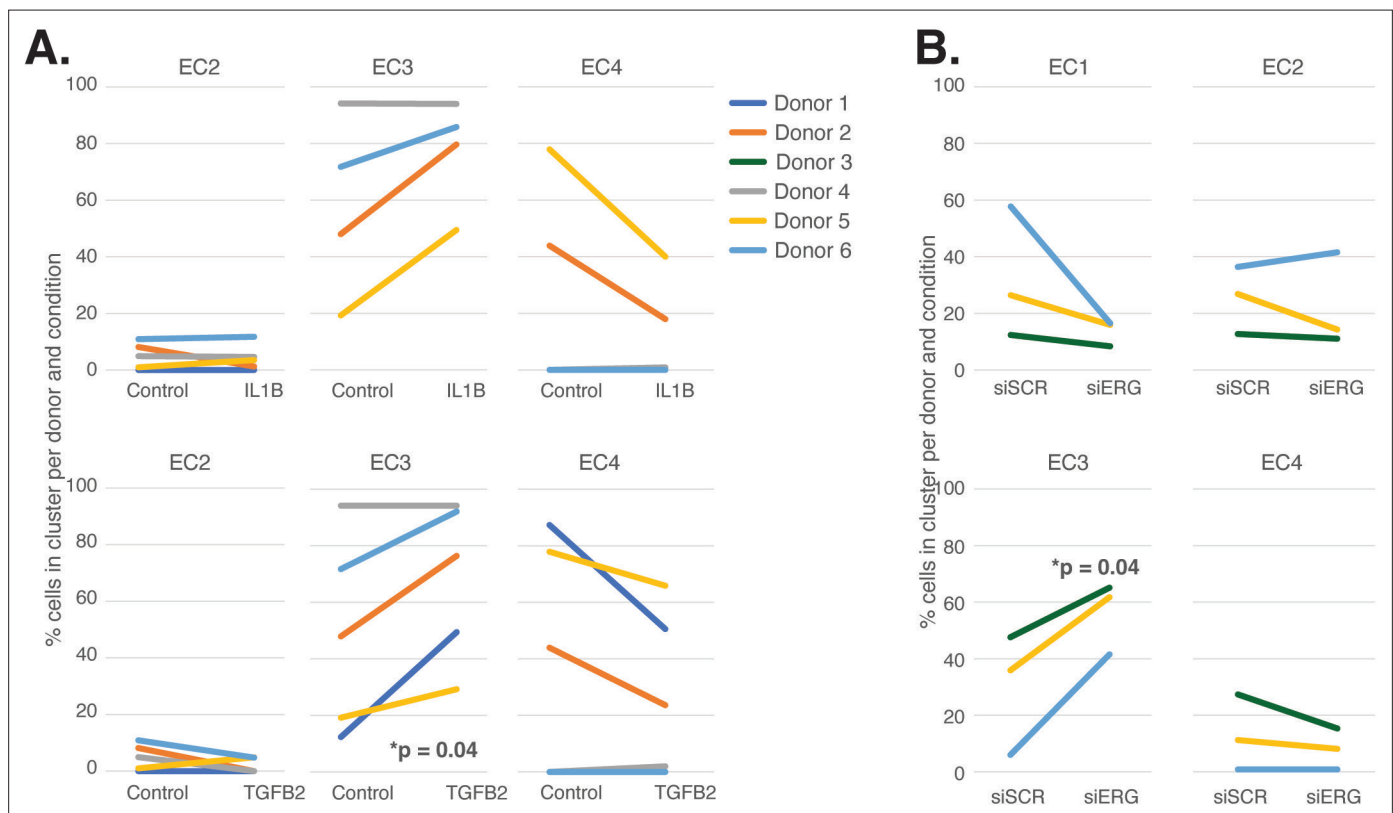 A.
B.
% cells in cluster per donor and condition
EC2
EC3
EC4
100
80
60
40
20
0
Control
IL1B
Control
IL1B
Control
IL1B
Donor 1
Donor 2
Donor 3
Donor 4
Donor 5
Donor 6
EC2
EC3
EC4
100
80
60
40
20
0
*p = 0.04
Control
TGFB2
Control
TGFB2
Control
TGFB2
% cells in cluster per donor and condition
EC1
EC2
100
80
60
40
20
0
siSCR
siERG
siSCR
siERG
EC3
EC4
100
80
60
40
20
0
*p = 0.04
siSCR
siERG
siSCR
siERG